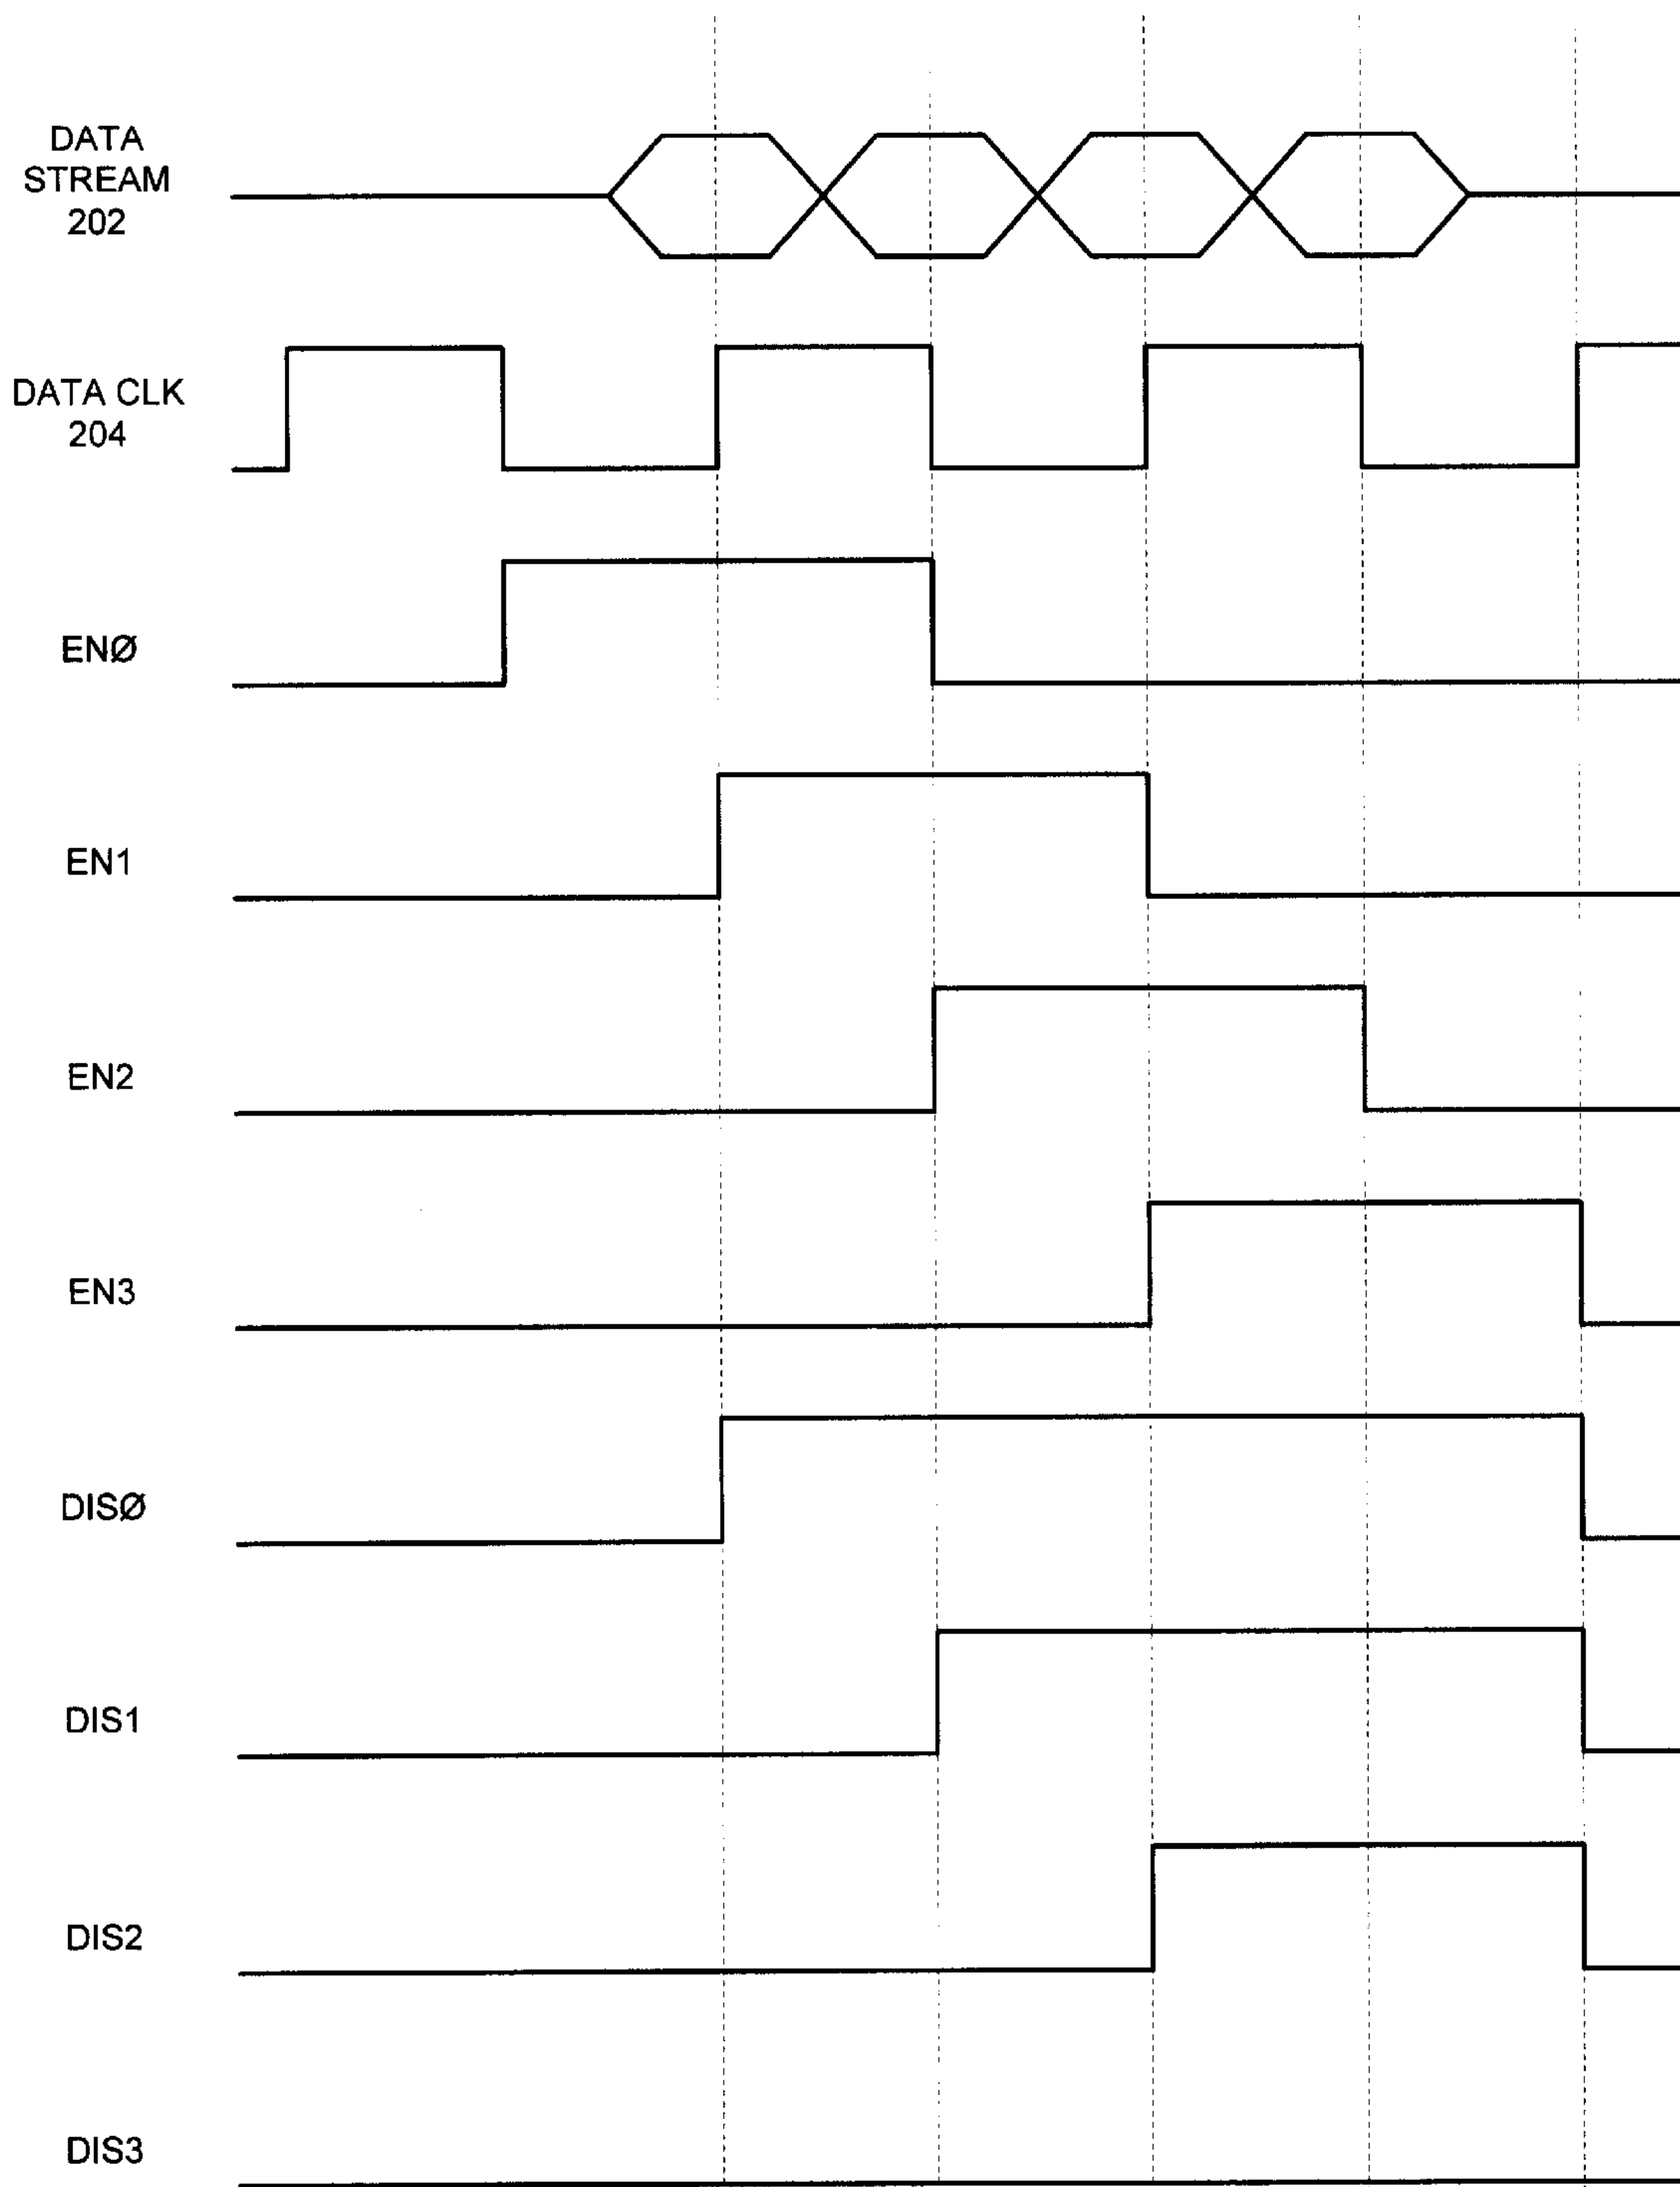 DATA
STREAM
202
DATA CLK
204
ENØ
EN1
EN2
EN3
DISØ
DIS1
DIS2
DIS3